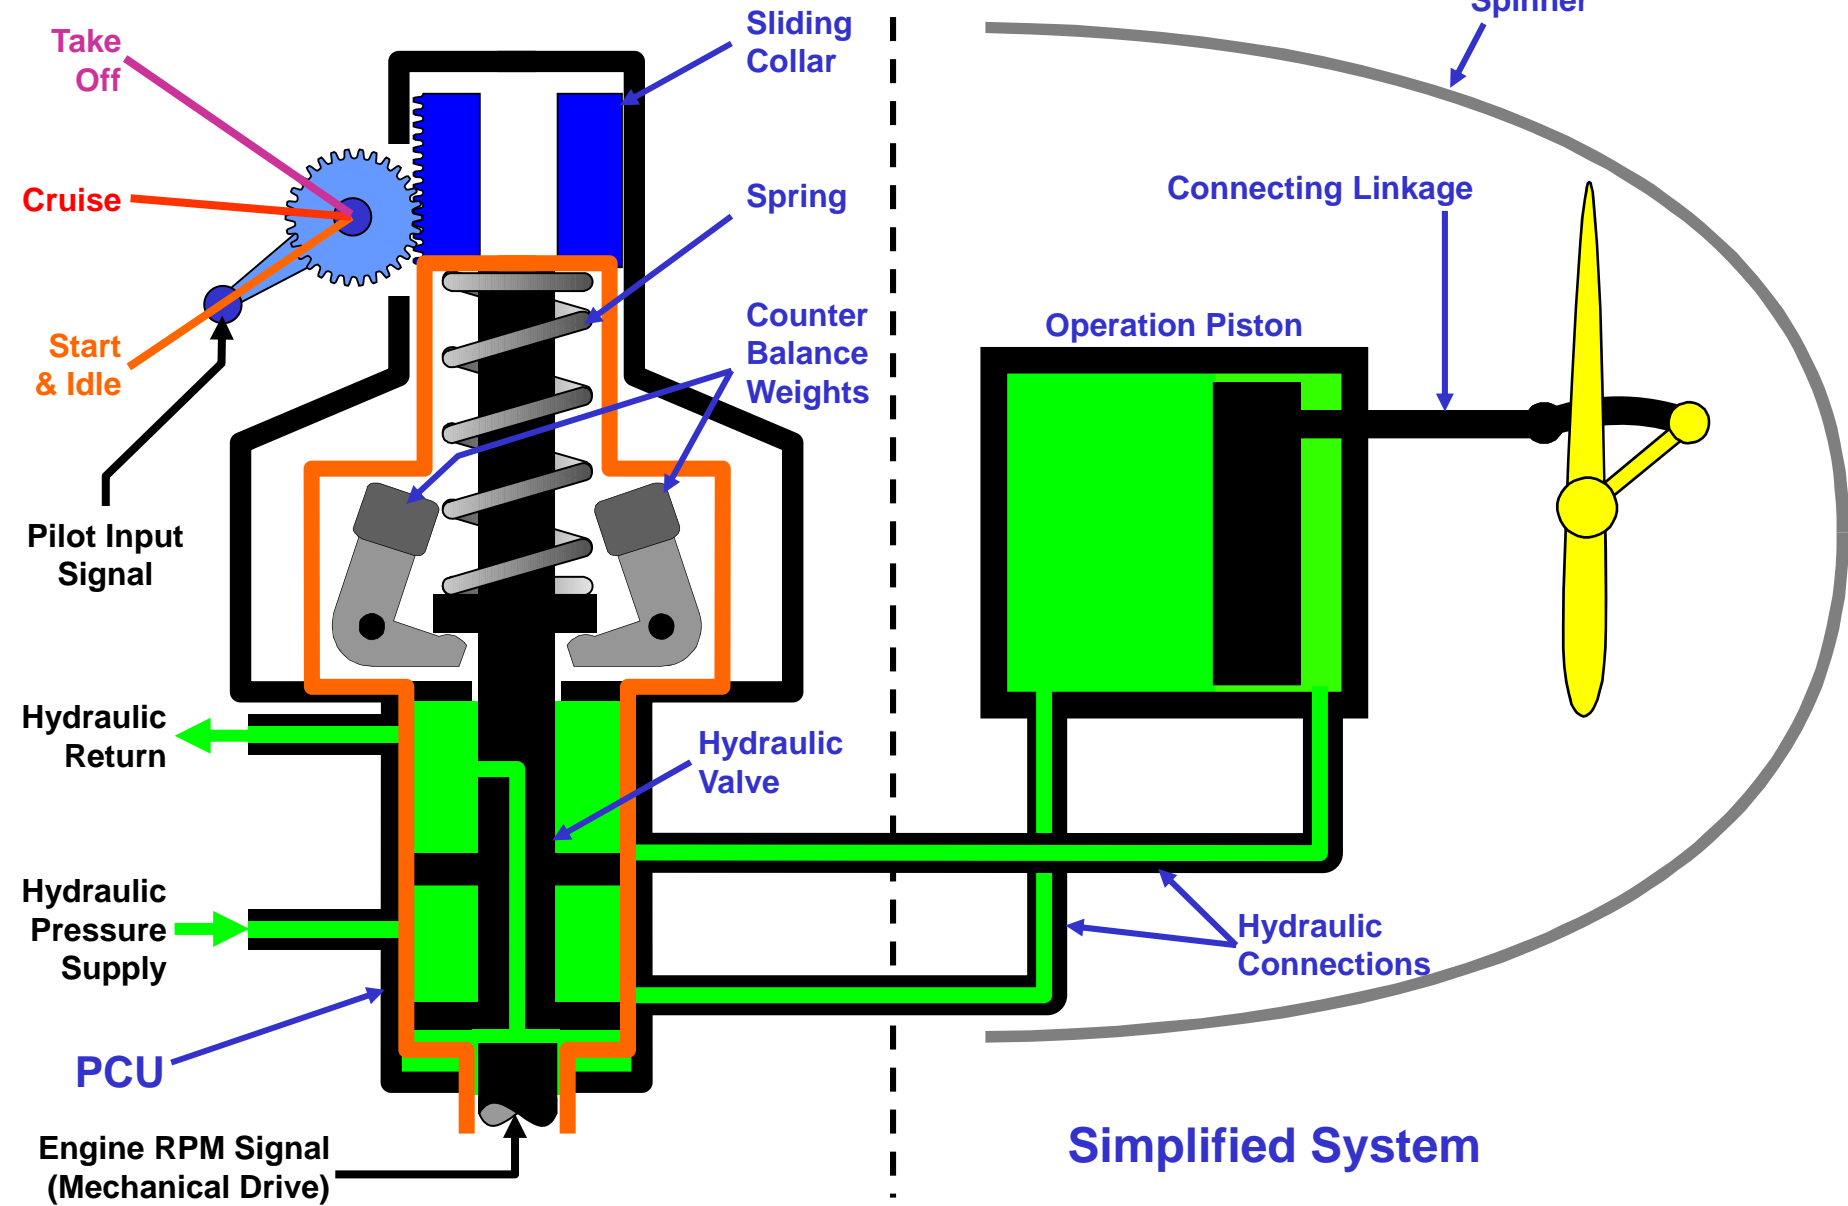 Spinner
Sliding
Collar
Take
Off
Cruise
Spring
Connecting Linkage
Counter
Balance
Weights
Operation Piston
Start
& Idle
Pilot Input
Signal
Hydraulic
Return
Hydraulic
Valve
Hydraulic
Pressure
Supply
Hydraulic
Connections
PCU
Engine RPM Signal
(Mechanical Drive)
Simplified System